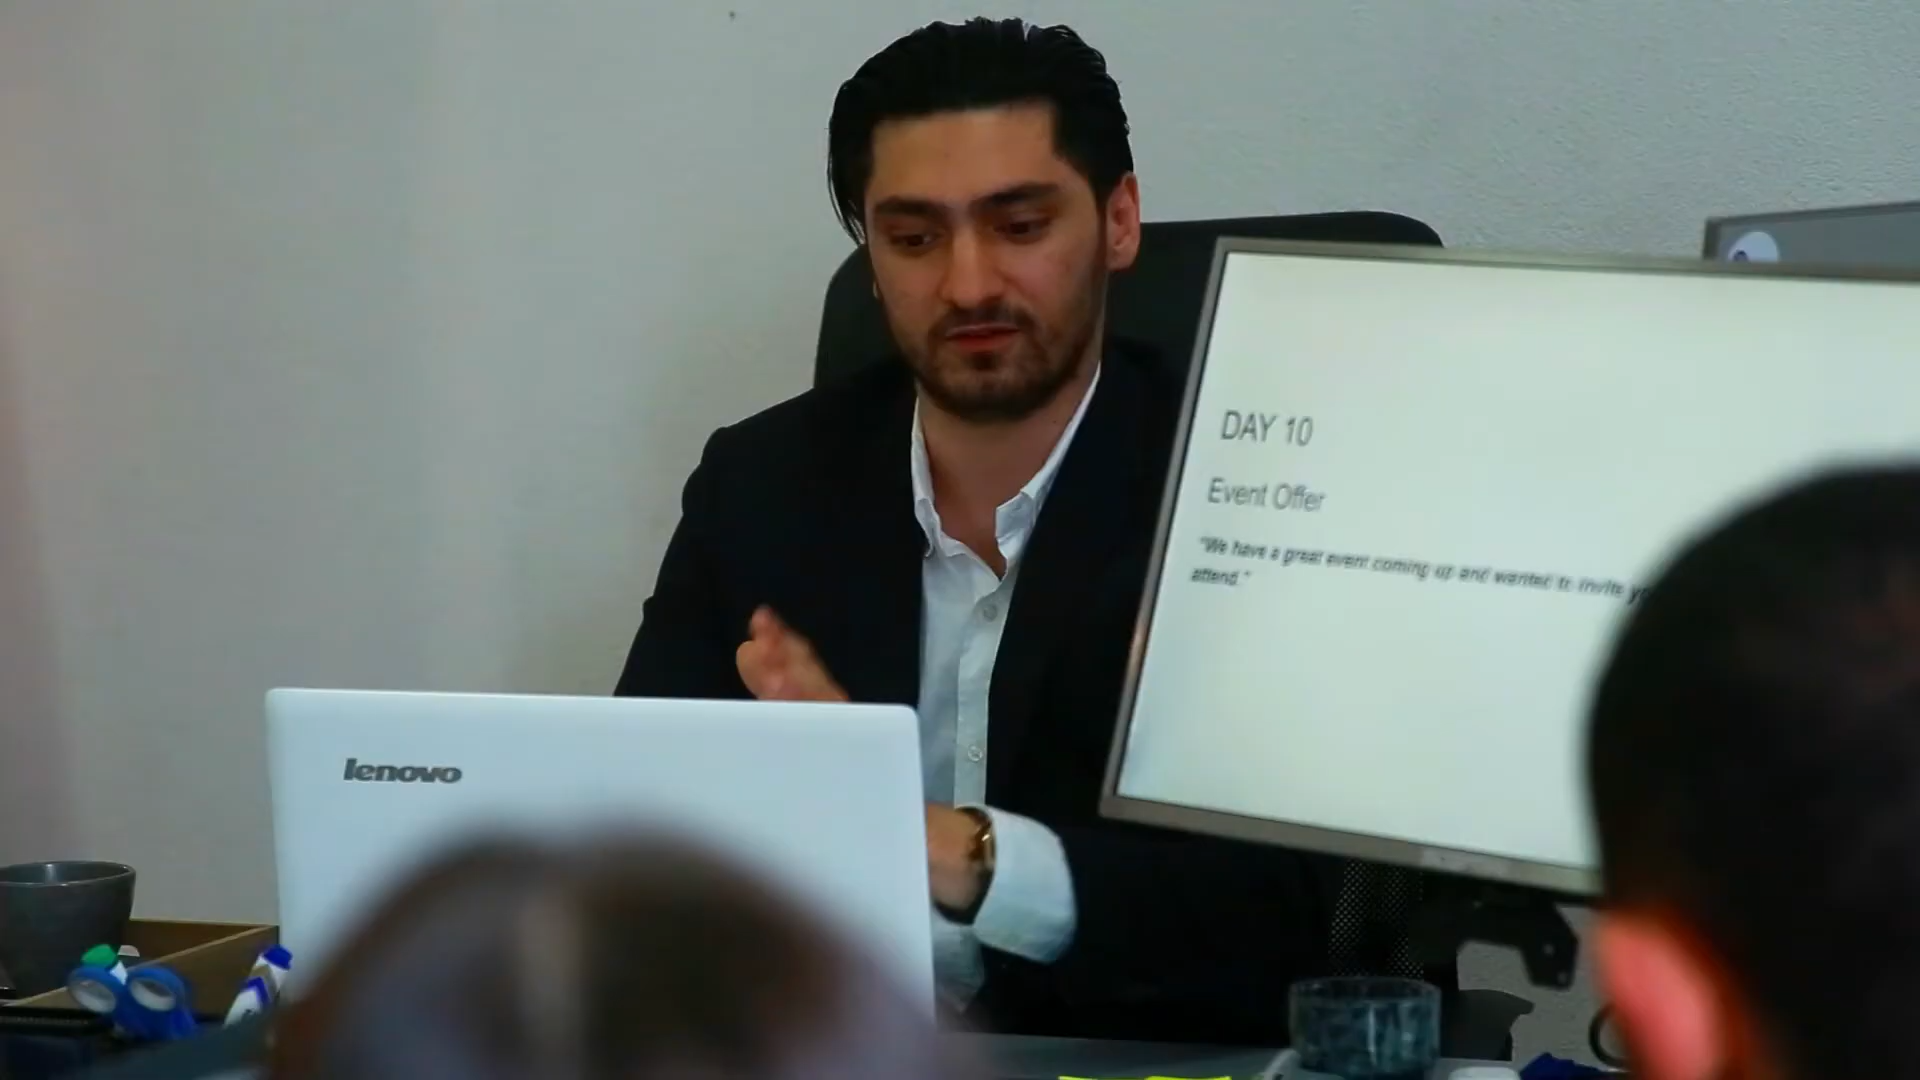 DAY 10
Event Offer
"We have a great event coming up and wanted to invite
attend."
lenovo